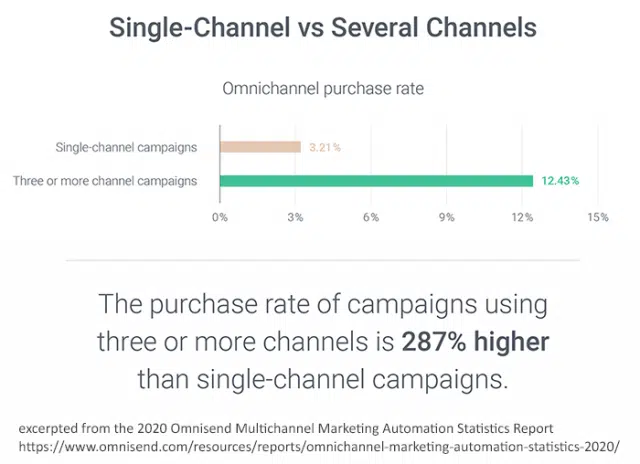 Single-Channel vs Several Channels
Omnichannel purchase rate
Single-channel campaigns 3.21%
Three or more channel campaigns 12.43%
0% 3% 6% 9% 12% 15%
The purchase rate of campaigns using
three or more channels is 287% higher
than single-channel campaigns.
excerpted from the 2020 Omnisend Multichannel Marketing Automation Statistics Report
https://www.omnisend.com/resources/reports/omnichannel-marketing-automation-statistics-2020/